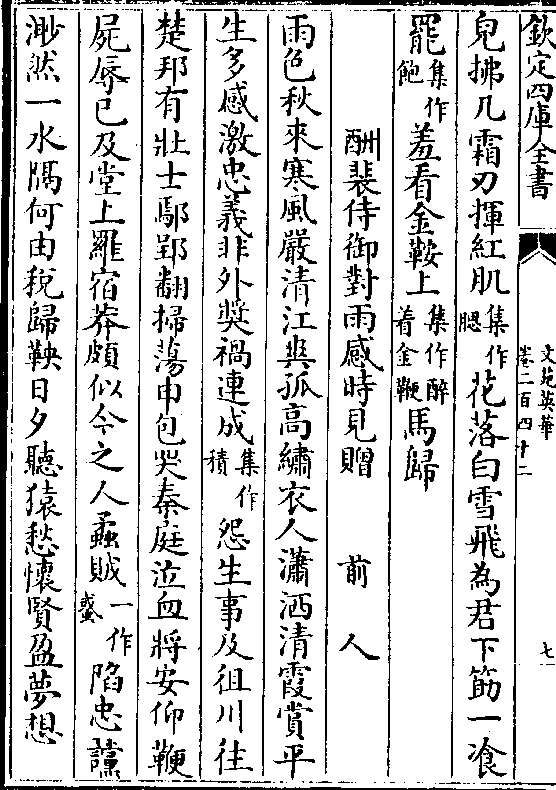 欽定四庫全書
文苑英華
卷二百四十二
七
皃拂几霜刃揮紅肌集作腮花落白雪飛為君下筯一飡
罷集作飽羞看金鞍上集作醉着金鞭馬歸
酬裴侍御對雨感時見贈 前人
雨色秋來寒風嚴清江爽孤高繡衣人瀟洒清霞賞平
生多感激忠義非外奨禍連成集作積怨生事及徂川往
楚邦有壯士鄢郢翻掃蕩申包哭秦庭泣血將安仰鞭
屍辱已及堂上羅宿莽頗似今之人蟊賊一作蠹陷忠讜
渺然一水隔何由稅歸鞅日夕聽猿愁懷賢盈夢想